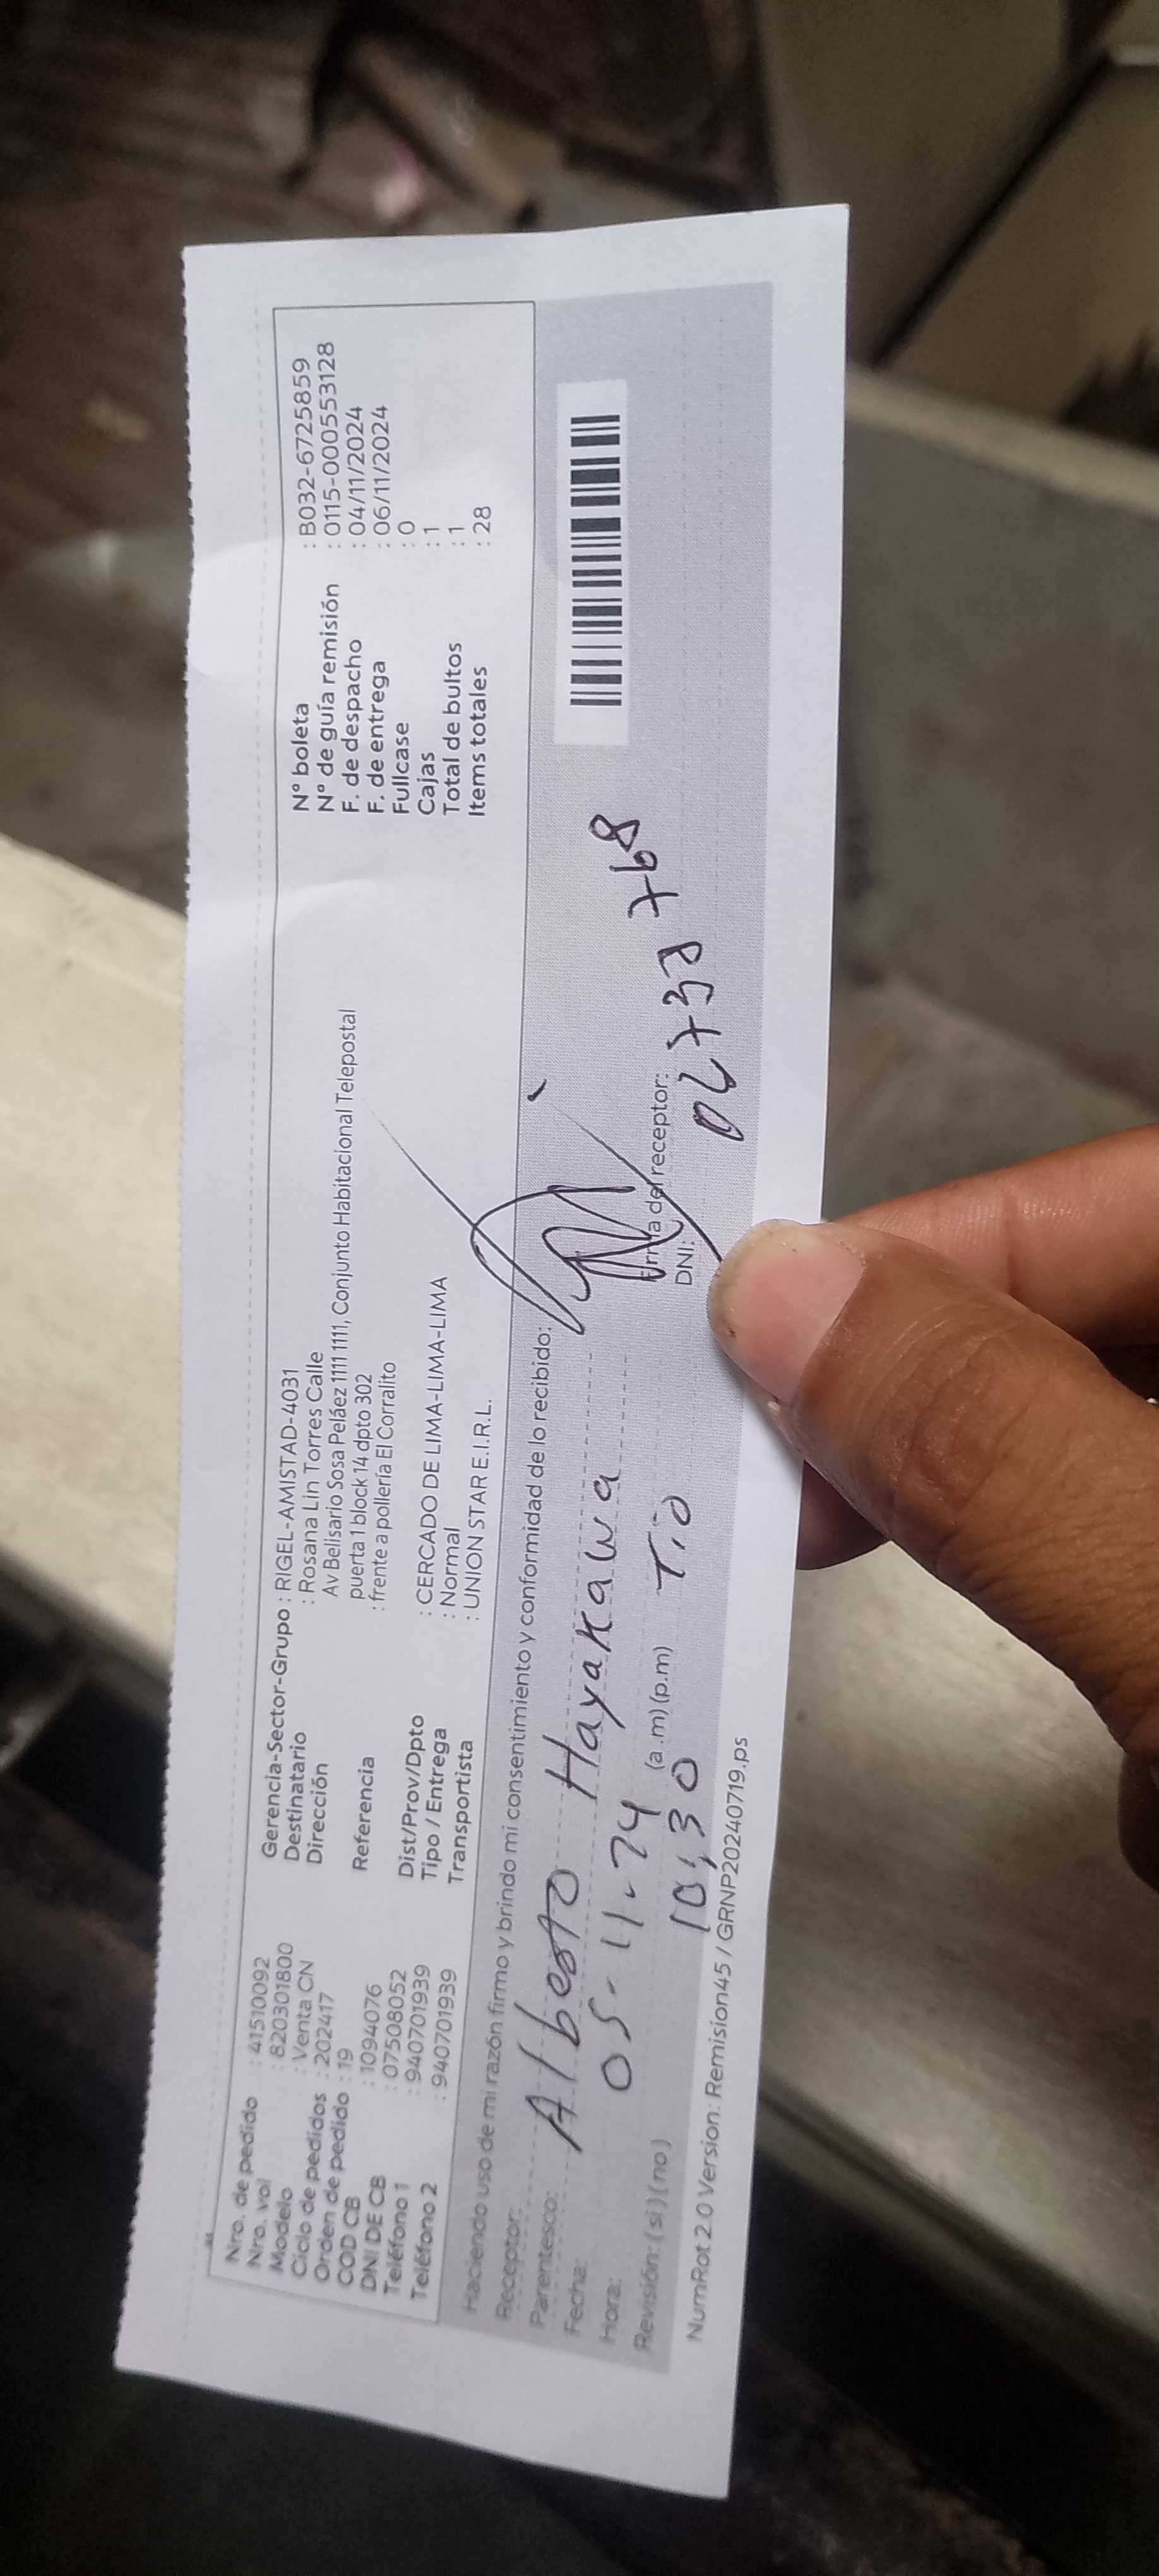 Nro. de pedido : 41510092
Nro. vol : 820301800
Modelo : Venta CN
Ciclo de pedidos : 202417
Orden de pedido : 19
COD CB : 1094076
DNI DE CB : 07508052
Teléfono 1 : 940701939
Teléfono 2 : 940701939
Gerencia-Sector-Grupo : RIGEL-AMISTAD-4031
Destinatario : Rosana Lin Torres Calle
Dirección Av Belisario Sosa Peláez 1111 1111, Conjunto Habitacional Telepostal
puerta 1 block 14 dpto 302
Referencia : frente a pollería El Corralito
Dist/Prov/Dpto : CERCADO DE LIMA-LIMA-LIMA
Tipo / Entrega : Normal
Transportista : UNION STAR E.I.R.L.
N° boleta : B032-6725859
N° de guía remisión : 0115-0005553128
F. de despacho : 04/11/2024
F. de entrega : 06/11/2024
Fullcase : 0
Cajas : 1
Total de bultos : 1
Items totales : 28
Haciendo uso de mi razón firmo y brindo mi consentimiento y conformidad de lo recibido:
Receptor: Alberto Hayakawa
Parentesco: Tio
Fecha: 05-11-24
Hora: 10:30 (a.m) (p.m)
Revisión: (si) (no)
Firma del receptor:
DNI:
NumRot 2.0 Version: Remision45 / GRNP20240719.ps